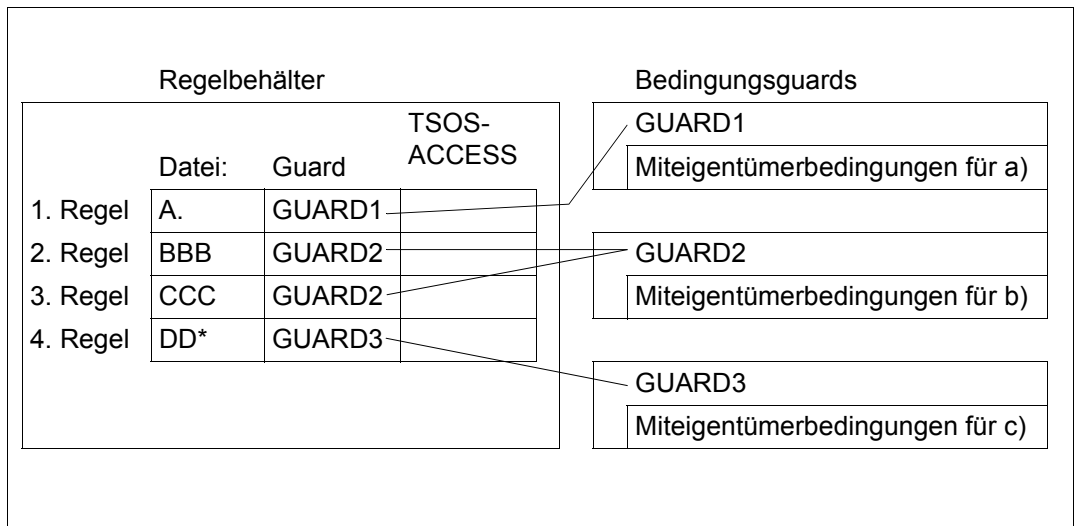 Regelbehälter
TSOS-
ACCESS
Datei: Guard
1. Regel A. GUARD1
2. Regel BBB GUARD2
3. Regel CCC GUARD2
4. Regel DD* GUARD3
Bedingungsguards
GUARD1
Miteigentümerbedingungen für a)
GUARD2
Miteigentümerbedingungen für b)
GUARD3
Miteigentümerbedingungen für c)